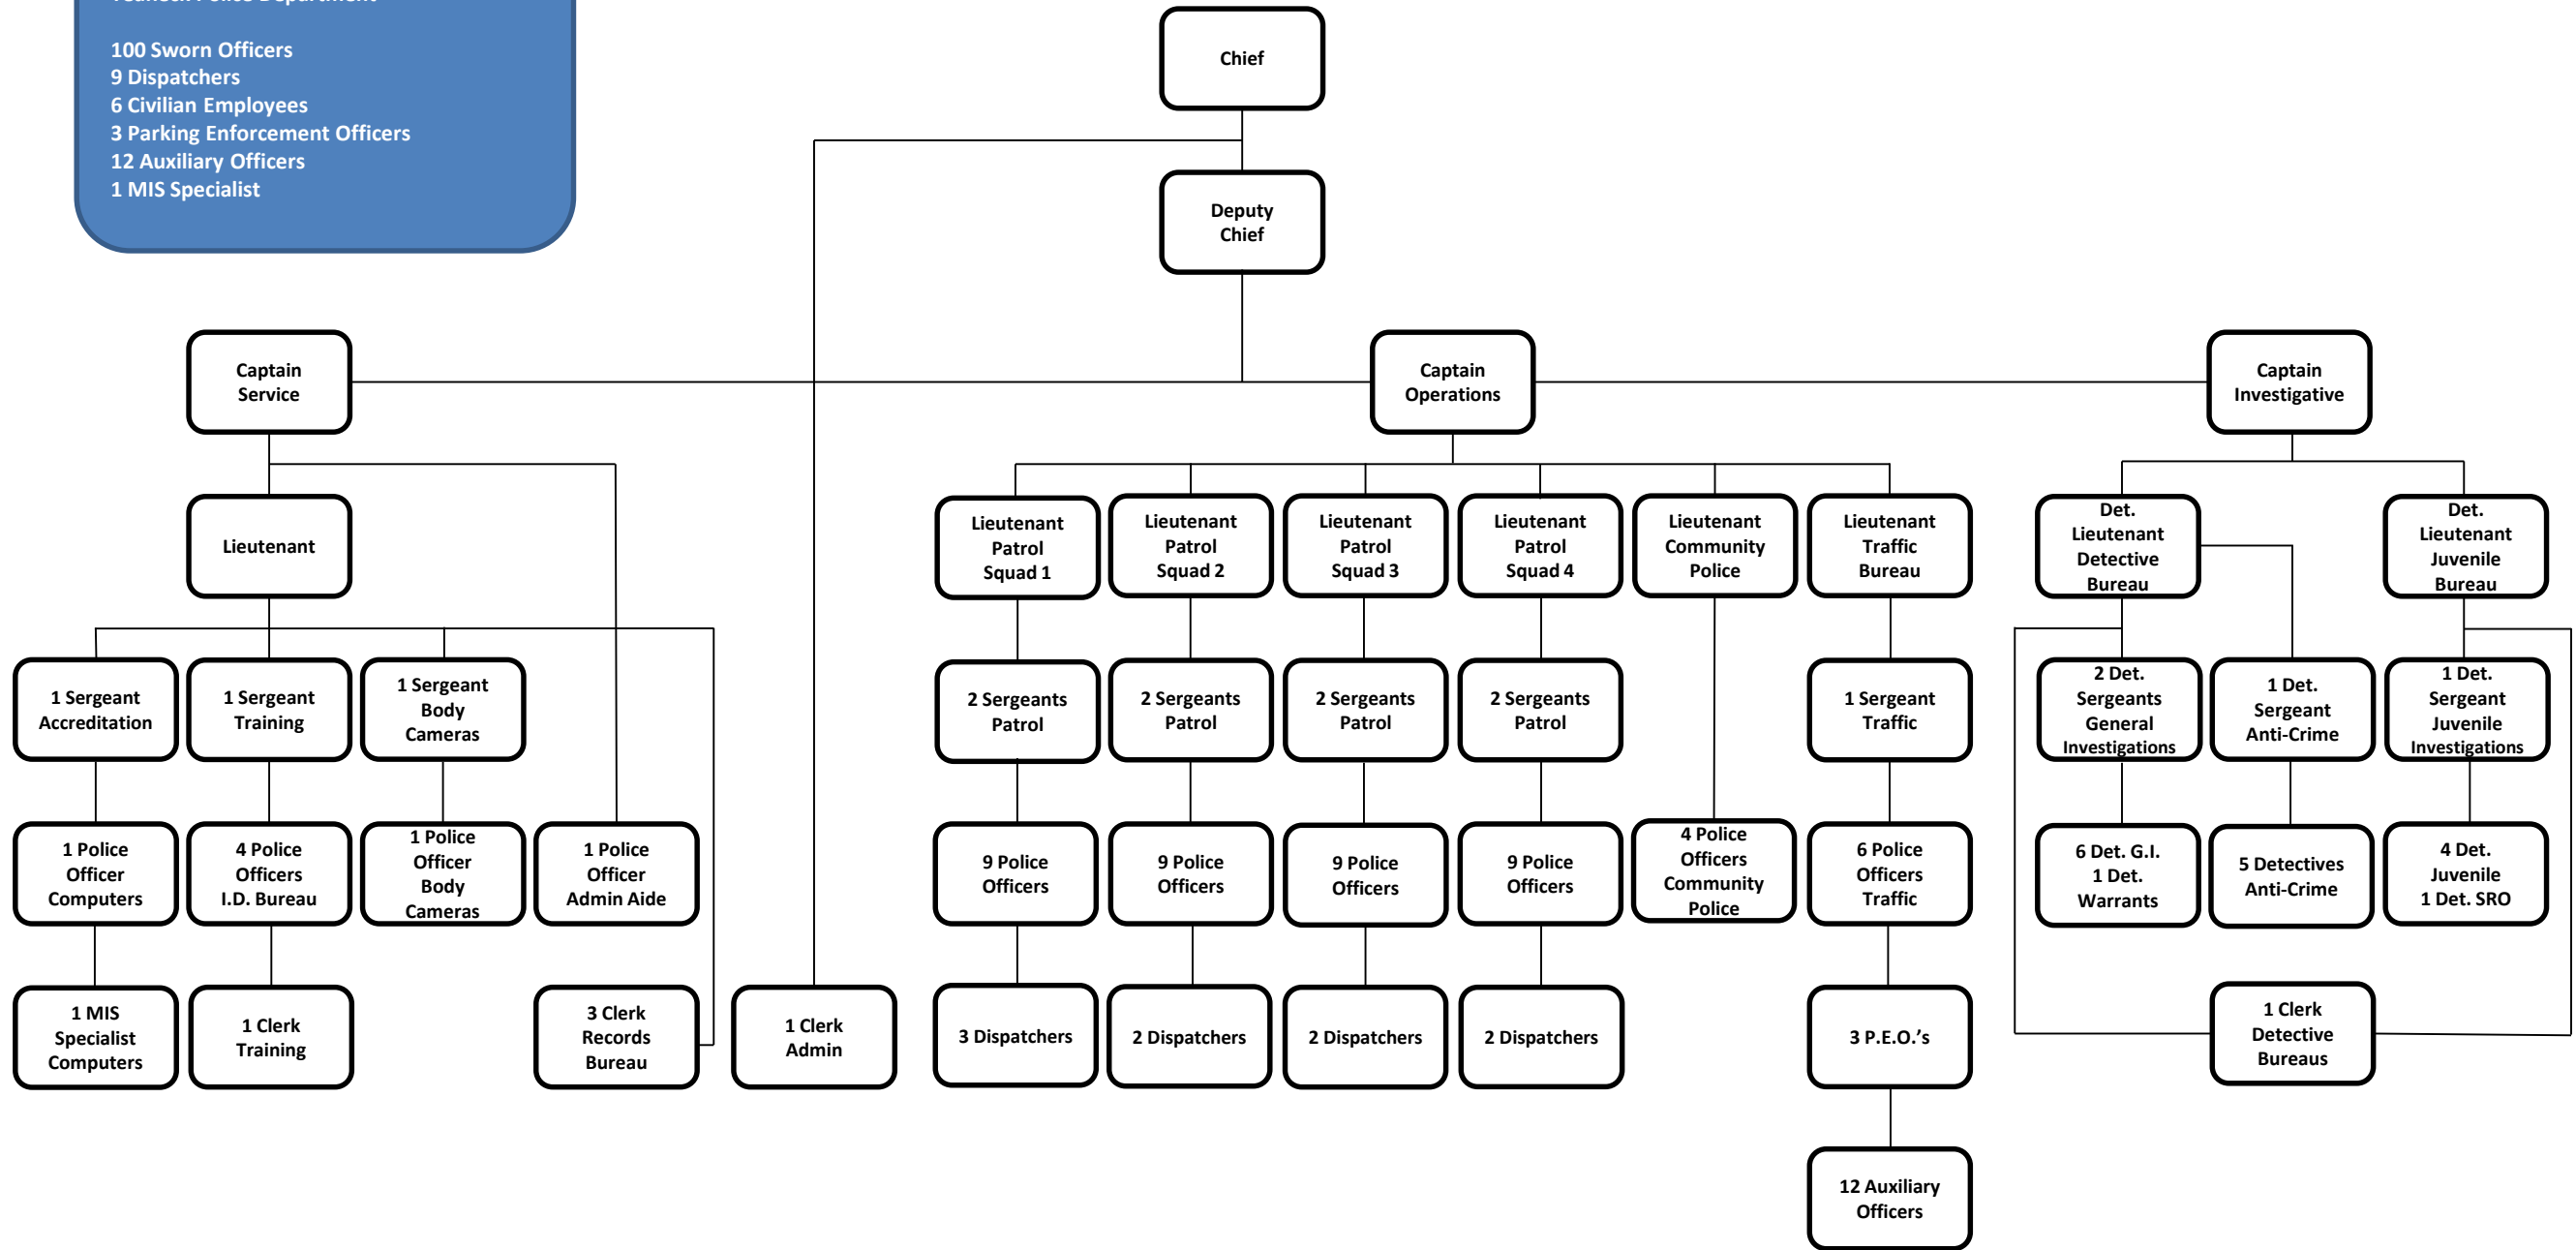 Police Department
100 Sworn Officers
9 Dispatchers
6 Civilian Employees
3 Parking Enforcement Officers
12 Auxiliary Officers
1 MIS Specialist
Chief
Deputy
Chief
Captain
Service
Captain
Operations
Captain
Investigative
Lieutenant
Lieutenant
Patrol
Squad 1
Lieutenant
Patrol
Squad 2
Lieutenant
Patrol
Squad 3
Lieutenant
Patrol
Squad 4
Lieutenant
Community
Police
Lieutenant
Traffic
Bureau
Det.
Lieutenant
Detective
Bureau
Det.
Lieutenant
Juvenile
Bureau
1 Sergeant
Accreditation
1 Sergeant
Training
1 Sergeant
Body
Cameras
2 Sergeants
Patrol
2 Sergeants
Patrol
2 Sergeants
Patrol
2 Sergeants
Patrol
1 Sergeant
Traffic
2 Det.
Sergeants
General
Investigations
1 Det.
Sergeant
Anti-Crime
1 Det.
Sergeant
Juvenile
Investigations
1 Police
Officer
Computers
4 Police
Officers
I.D. Bureau
1 Police
Officer
Body
Cameras
1 Police
Officer
Admin Aide
9 Police
Officers
9 Police
Officers
9 Police
Officers
9 Police
Officers
4 Police
Officers
Community
Police
6 Police
Officers
Traffic
6 Det. G.I.
1 Det.
Warrants
5 Detectives
Anti-Crime
4 Det.
Juvenile
1 Det. SRO
1 MIS
Specialist
Computers
1 Clerk
Training
3 Clerk
Records
Bureau
1 Clerk
Admin
3 Dispatchers
2 Dispatchers
2 Dispatchers
2 Dispatchers
3 P.E.O.’s
1 Clerk
Detective
Bureaus
12 Auxiliary
Officers